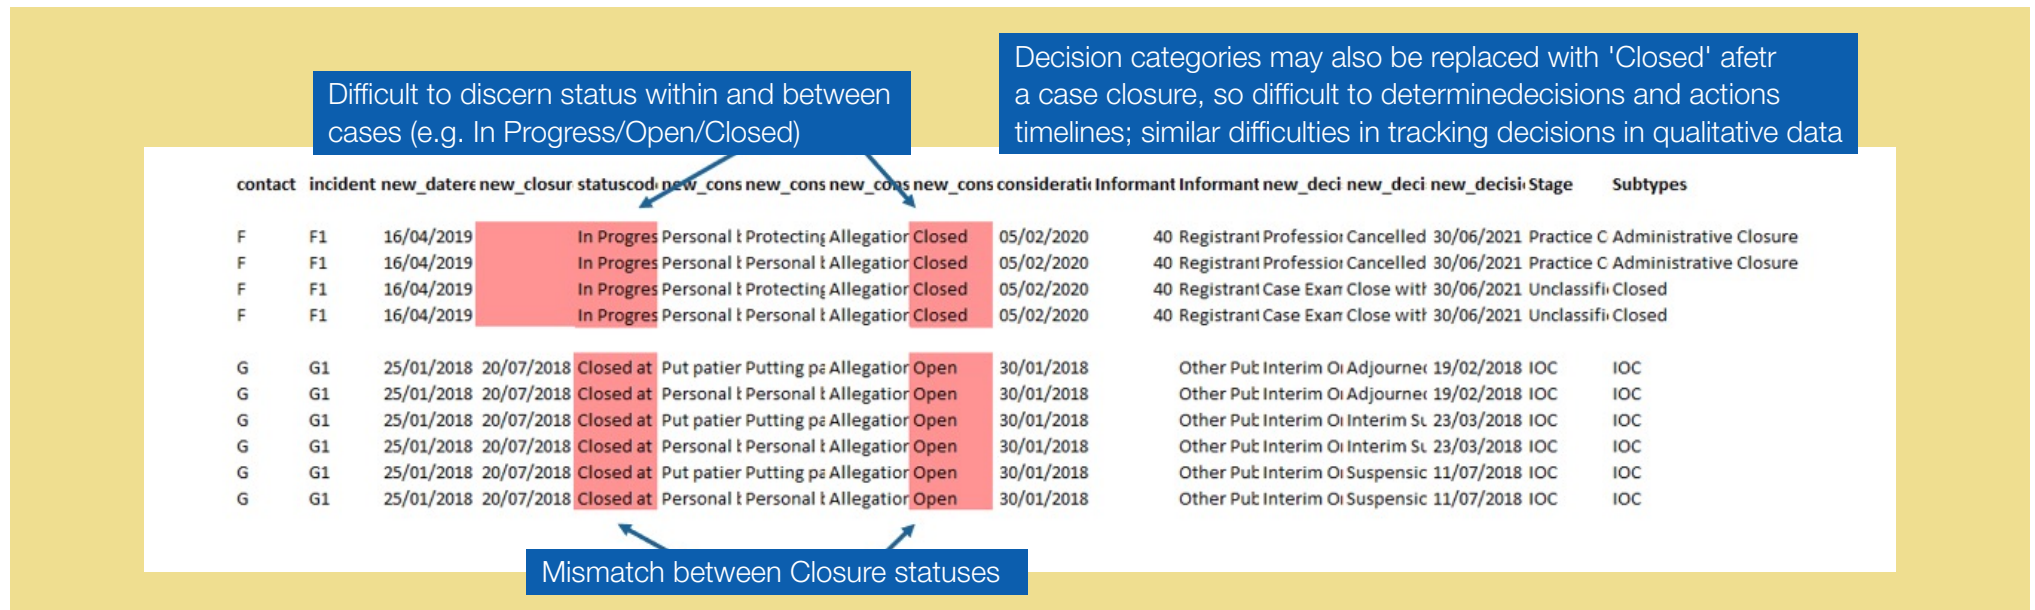 Difficult to discern status within and between
cases (e.g. In Progress/Open/Closed)
Decision categories may also be replaced with 'Closed' afetr
a case closure, so difficult to determinedecisions and actions
timelines; similar difficulties in tracking decisions in qualitative data
contact incident new_datere new_closur statuscod new_cons new_cons new_cons new_cons consideratic Informant Informant new_deci new_deci new_decisi Stage Subtypes
F F1 16/04/2019 In Progres Personal b Protecting Allegation Closed 05/02/2020 40 Registrant Profession Cancelled 30/06/2021 Practice C Administrative Closure
F F1 16/04/2019 In Progres Personal b Personal b Allegation Closed 05/02/2020 40 Registrant Profession Cancelled 30/06/2021 Practice C Administrative Closure
F F1 16/04/2019 In Progres Personal b Protecting Allegation Closed 05/02/2020 40 Registrant Case Exam Close with 30/06/2021 Unclassifi Closed
F F1 16/04/2019 In Progres Personal b Personal b Allegation Closed 05/02/2020 40 Registrant Case Exam Close with 30/06/2021 Unclassifi Closed
G G1 25/01/2018 20/07/2018 Closed at Put patier Putting pa Allegation Open 30/01/2018 Other Pub Interim Or Adjourned 19/02/2018 IOC IOC
G G1 25/01/2018 20/07/2018 Closed at Personal b Personal b Allegation Open 30/01/2018 Other Pub Interim Or Adjourned 19/02/2018 IOC IOC
G G1 25/01/2018 20/07/2018 Closed at Put patier Putting pa Allegation Open 30/01/2018 Other Pub Interim Or Interim Su 23/03/2018 IOC IOC
G G1 25/01/2018 20/07/2018 Closed at Personal b Personal b Allegation Open 30/01/2018 Other Pub Interim Or Interim Su 23/03/2018 IOC IOC
G G1 25/01/2018 20/07/2018 Closed at Put patier Putting pa Allegation Open 30/01/2018 Other Pub Interim Or Suspensic 11/07/2018 IOC IOC
G G1 25/01/2018 20/07/2018 Closed at Personal b Personal b Allegation Open 30/01/2018 Other Pub Interim Or Suspensic 11/07/2018 IOC IOC
Mismatch between Closure statuses